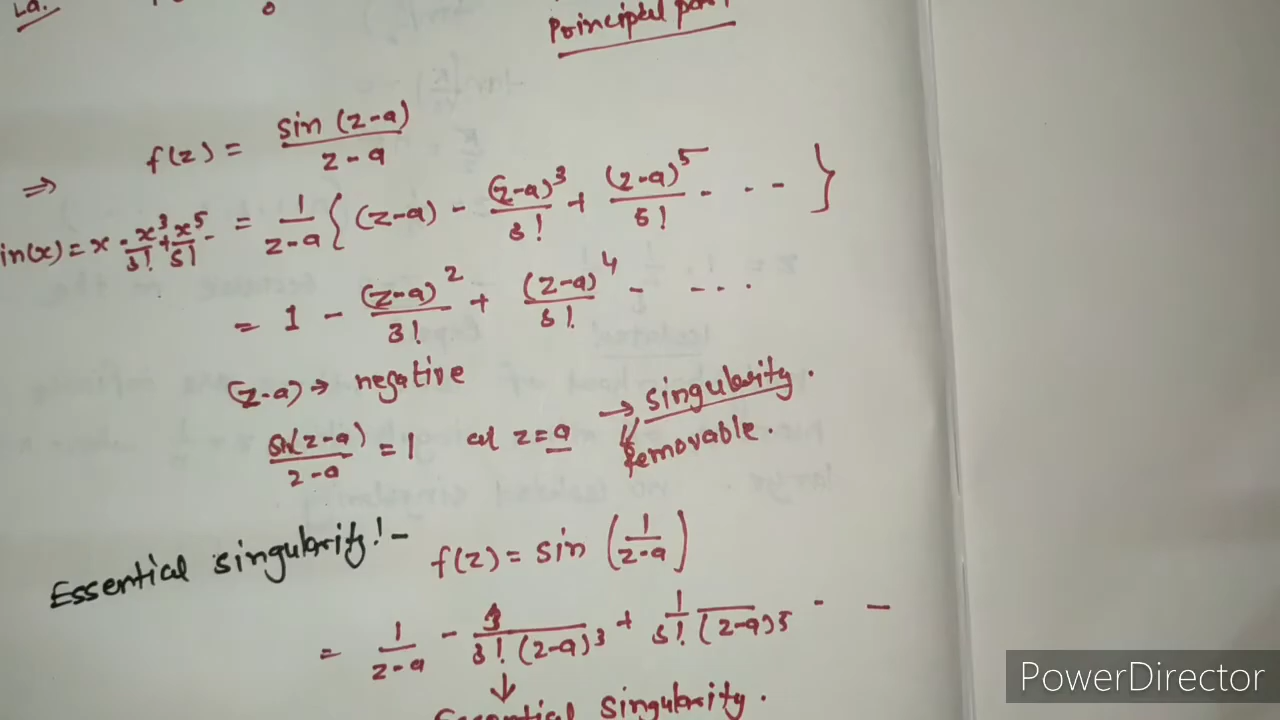 Principal part
⇒ f(z) = sin (z-a) / z-a
in(x) = x - x³/3! + x⁵/5! - = 1/z-a { (z-a) - (z-a)³/3! + (z-a)⁵/5! - - - - }
= 1 - (z-a)²/3! + (z-a)⁴/5! - - - - .
(z-a) → negative
sin(z-a) / z-a = 1 at z=a → singularity.
Removable.
Essential singularity! - f(z) = sin (1/z-a)
= 1/z-a - 1/3! (z-a)3 + 1/5! (z-a)5 - -
↓
Essential singularity.
PowerDirector